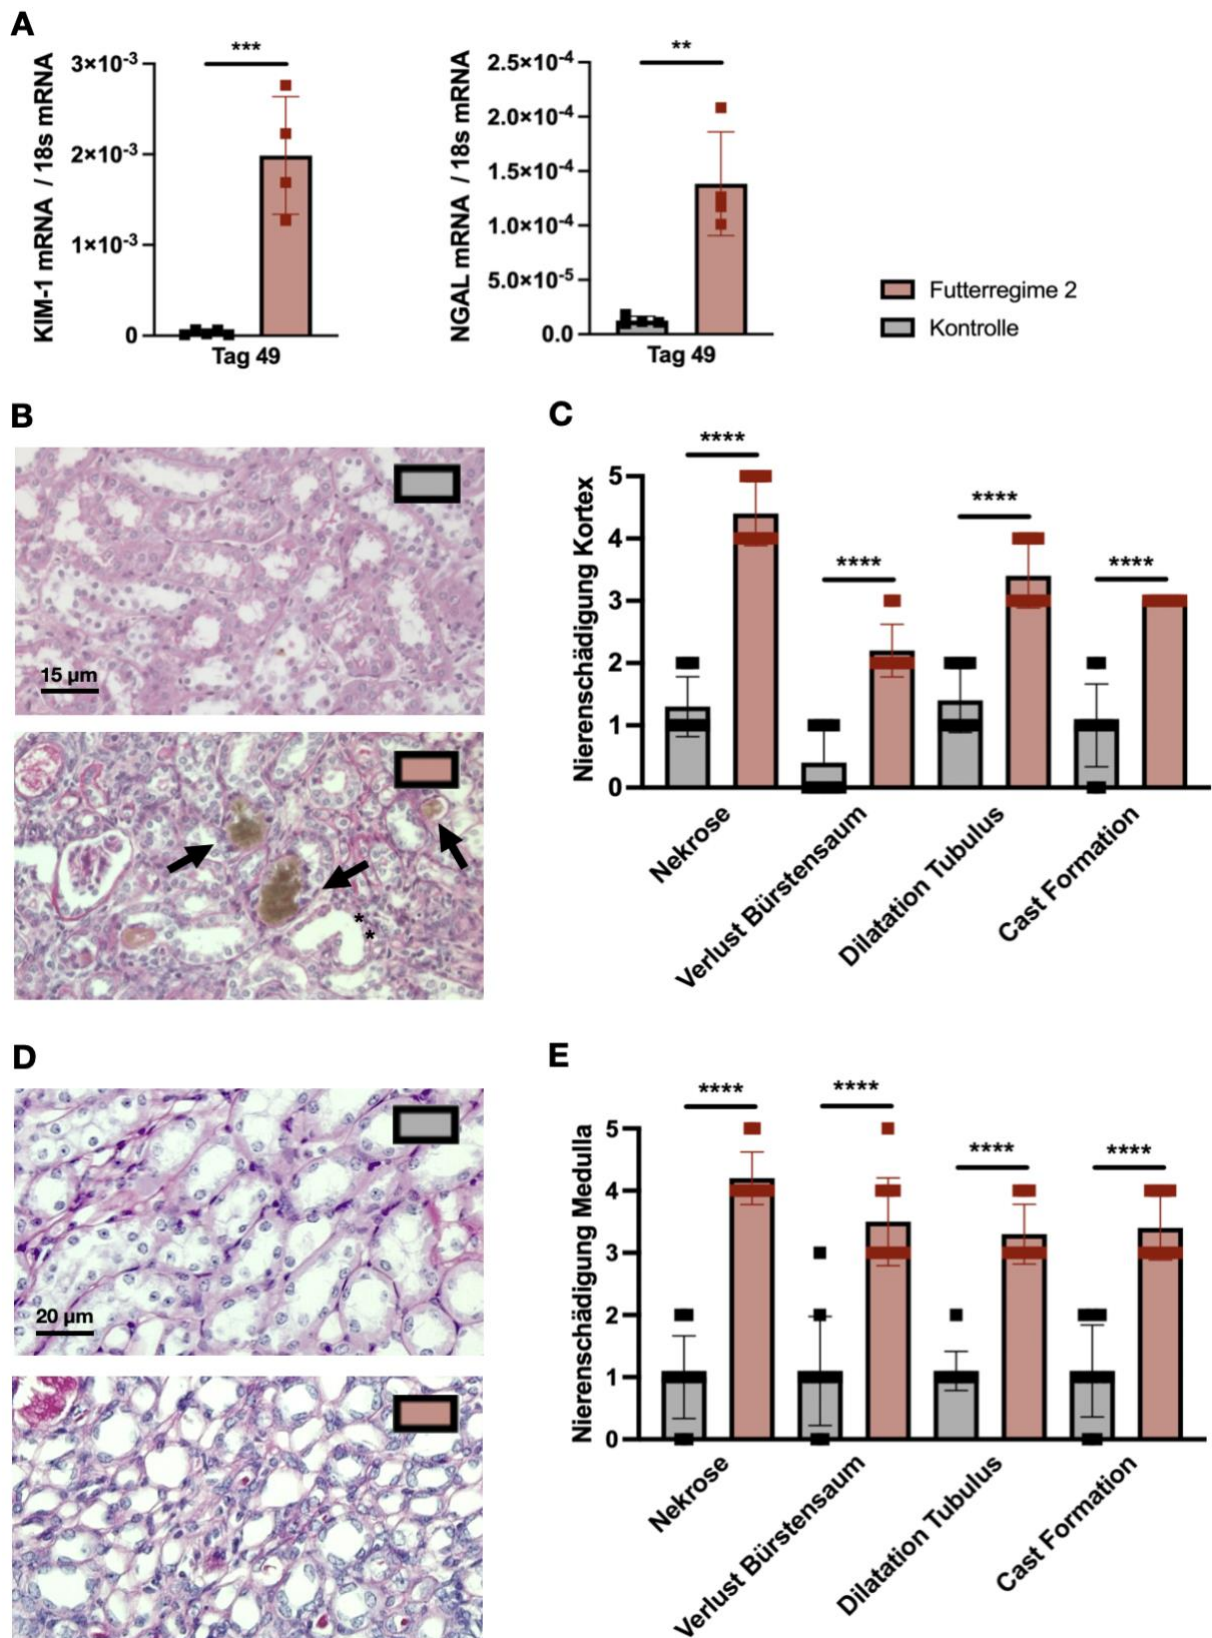 A
KIM-1 mRNA / 18s mRNA
3×10-3
2×10-3
1×10-3
0
***
Tag 49
NGAL mRNA / 18s mRNA
2.5×10-4
2.0×10-4
1.5×10-4
1.0×10-4
5.0×10-5
0.0
**
Tag 49
Futterregime 2
Kontrolle
B
15 µm
*
*
C
Nierenschädigung Kortex
5
4
3
2
1
0
****
****
****
****
Nekrose
Verlust Bürstensaum
Dilatation Tubulus
Cast Formation
D
20 µm
E
Nierenschädigung Medulla
5
4
3
2
1
0
****
****
****
****
Nekrose
Verlust Bürstensaum
Dilatation Tubulus
Cast Formation